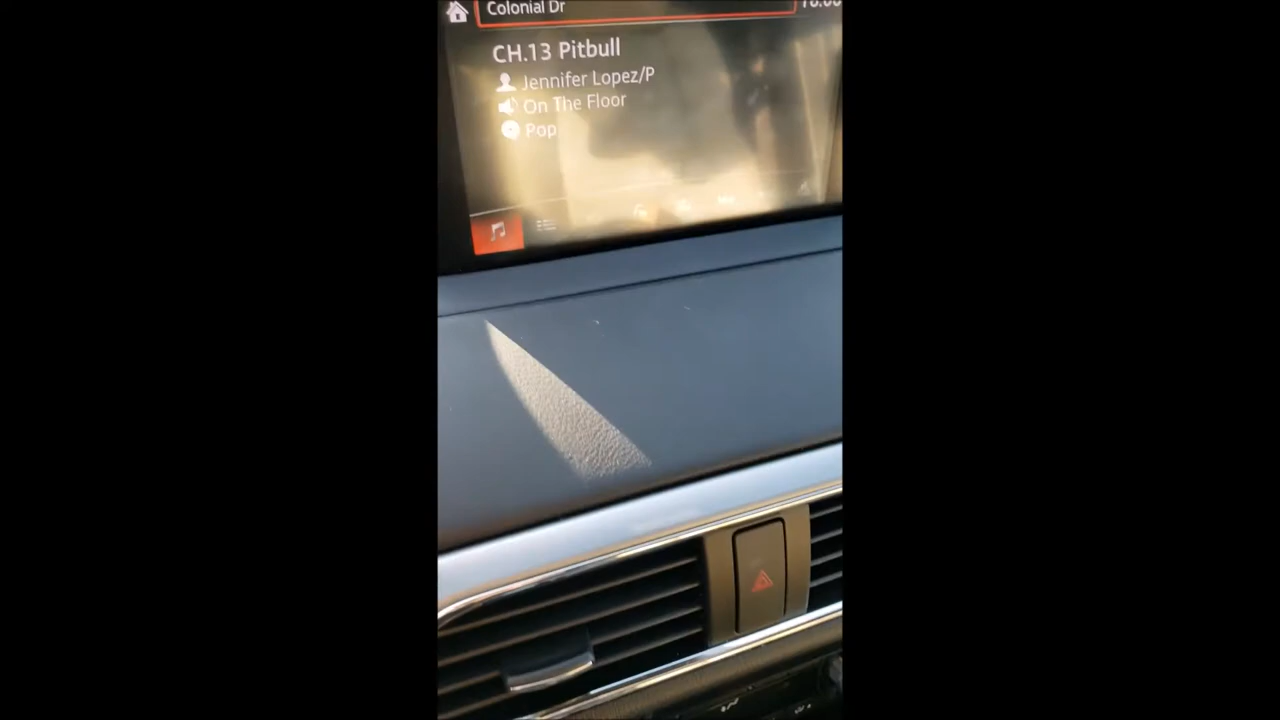 Colonial Dr
CH.13 Pitbull
Jennifer Lopez/P
On The Floor
Pop